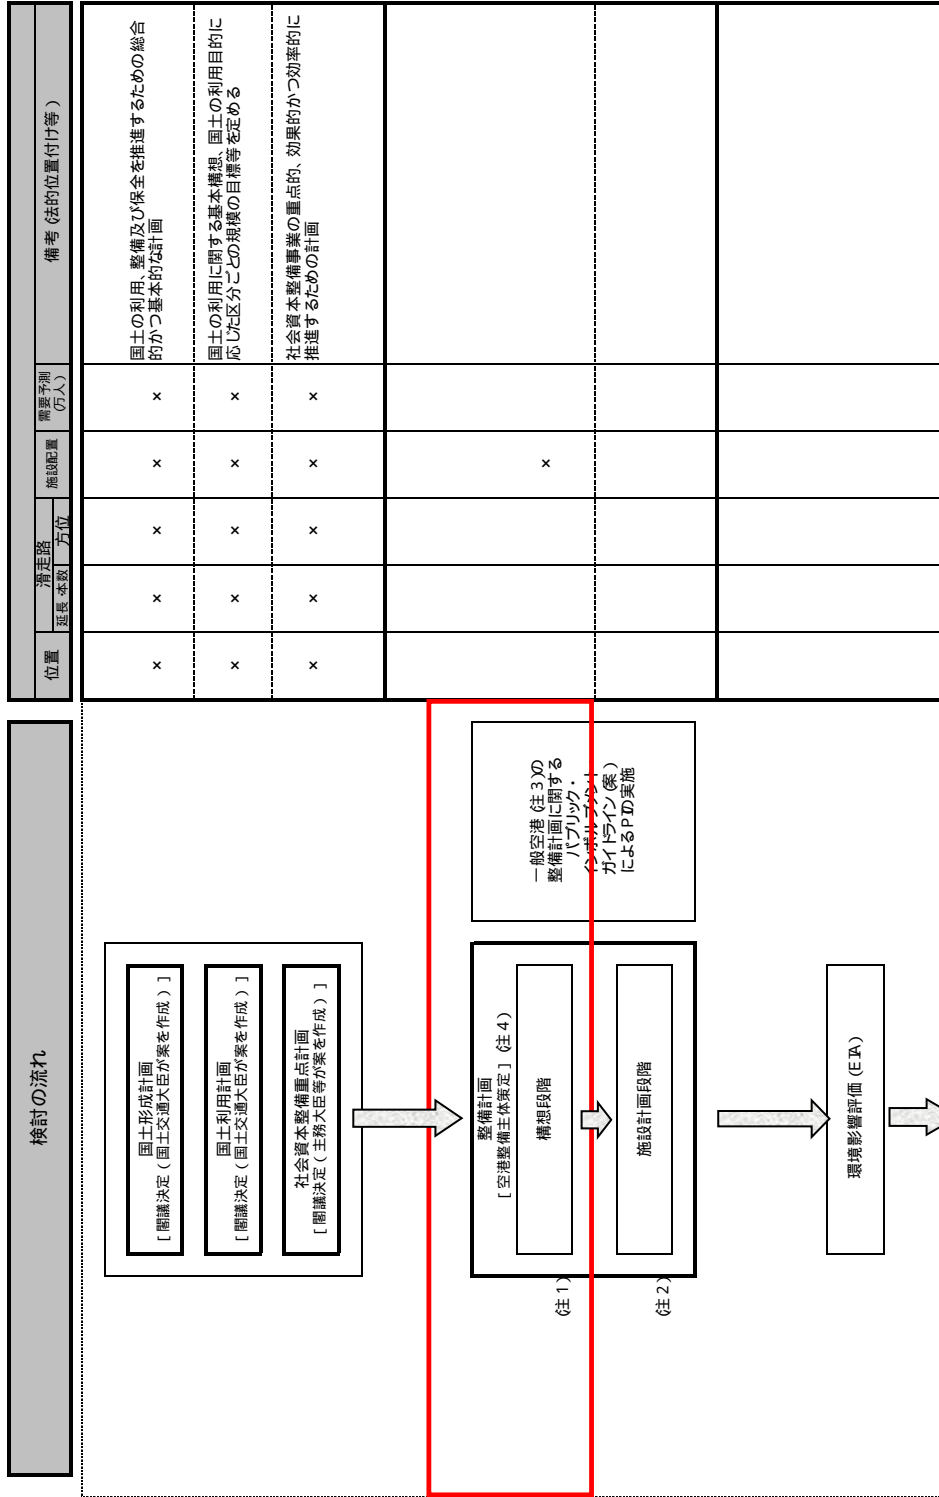 検討の流れ
位置
滑走路
延長・本数
方位
施設配置
需要予測
(万人)
備考(法的位置付け等)
国土形成計画
[閣議決定(国土交通大臣が案を作成)]
×
×
×
×
×
国土の利用、整備及び保全を推進するための総合
的かつ基本的な計画
国土利用計画
[閣議決定(国土交通大臣が案を作成)]
×
×
×
×
×
国土の利用に関する基本構想、国土の利用目的に
応じた区分ごとの規模の目標等を定める
社会資本整備重点計画
[閣議決定(主務大臣等が案を作成)]
×
×
×
×
×
社会資本整備事業の重点的、効果的かつ効率的に
推進するための計画
整備計画
[空港整備主体策定](注4)
構想段階
(注1)
×
施設計画段階
(注2)
一般空港(注3)の
整備計画に関する
パブリック・
インボルブメント
ガイドライン(案)
によるPIの実施
環境影響評価(EIA)